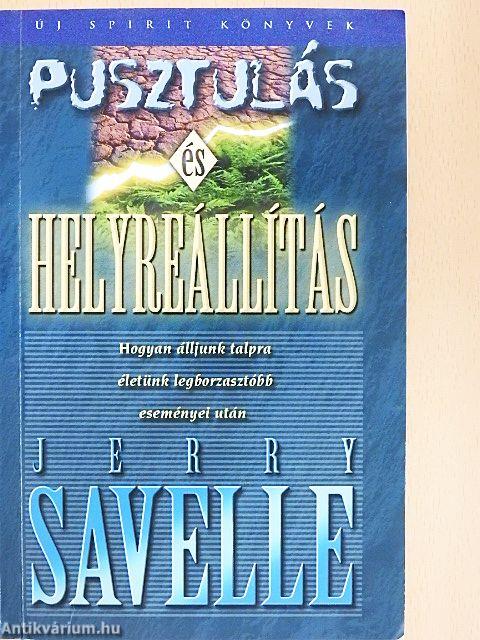 ÚJ SPIRIT KÖNYVEK
PUSZTULÁS
és
HELYREÁLLÍTÁS
Hogyan álljunk talpra
életünk legborzasztóbb
eseményei után
JERRY
SAVELLE
Antikvárium.hu